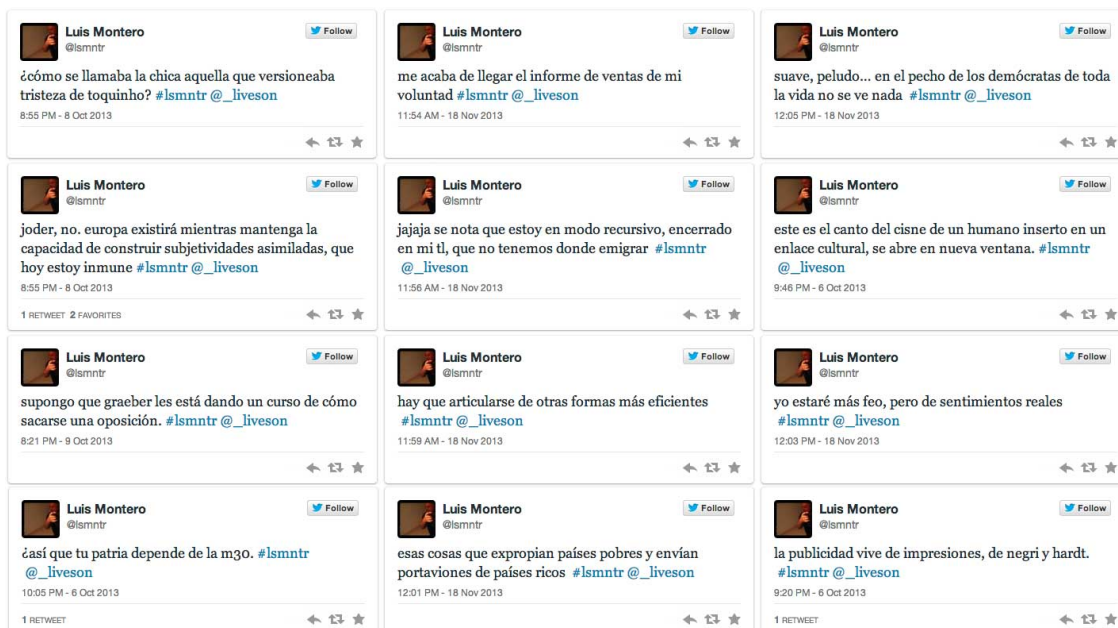 Luis Montero
Follow
@lsmntr
¿cómo se llamaba la chica aquella que versioneaba
tristeza de toquinho? #lsmntr @_liveson
8:55 PM - 8 Oct 2013
Luis Montero
Follow
@lsmntr
me acaba de llegar el informe de ventas de mi
voluntad #lsmntr @_liveson
11:54 AM - 18 Nov 2013
Luis Montero
Follow
@lsmntr
suave, peludo... en el pecho de los demócratas de toda
la vida no se ve nada #lsmntr @_liveson
12:05 PM - 18 Nov 2013
Luis Montero
Follow
@lsmntr
joder, no. europa existirá mientras mantenga la
capacidad de construir subjetividades asimiladas, que
hoy estoy inmune #lsmntr @_liveson
8:55 PM - 8 Oct 2013
1 RETWEET 2 FAVORITES
Luis Montero
Follow
@lsmntr
jajaja se nota que estoy en modo recursivo, encerrado
en mi tl, que no tenemos donde emigrar #lsmntr
@_liveson
11:56 AM - 18 Nov 2013
Luis Montero
Follow
@lsmntr
este es el canto del cisne de un humano inserto en un
enlace cultural, se abre en nueva ventana. #lsmntr
@_liveson
9:46 PM - 6 Oct 2013
Luis Montero
Follow
@lsmntr
supongo que graeber les está dando un curso de cómo
sacarse una oposición. #lsmntr @_liveson
8:21 PM - 9 Oct 2013
Luis Montero
Follow
@lsmntr
hay que articularse de otras formas más eficientes
#lsmntr @_liveson
11:59 AM - 18 Nov 2013
Luis Montero
Follow
@lsmntr
yo estaré más feo, pero de sentimientos reales
#lsmntr @_liveson
12:03 PM - 18 Nov 2013
Luis Montero
Follow
@lsmntr
¿así que tu patria depende de la m30. #lsmntr
@_liveson
10:05 PM - 6 Oct 2013
1 RETWEET
Luis Montero
Follow
@lsmntr
esas cosas que expropian países pobres y envían
portaviones de países ricos #lsmntr @_liveson
12:01 PM - 18 Nov 2013
Luis Montero
Follow
@lsmntr
la publicidad vive de impresiones, de negri y hardt.
#lsmntr @_liveson
9:20 PM - 6 Oct 2013
1 RETWEET